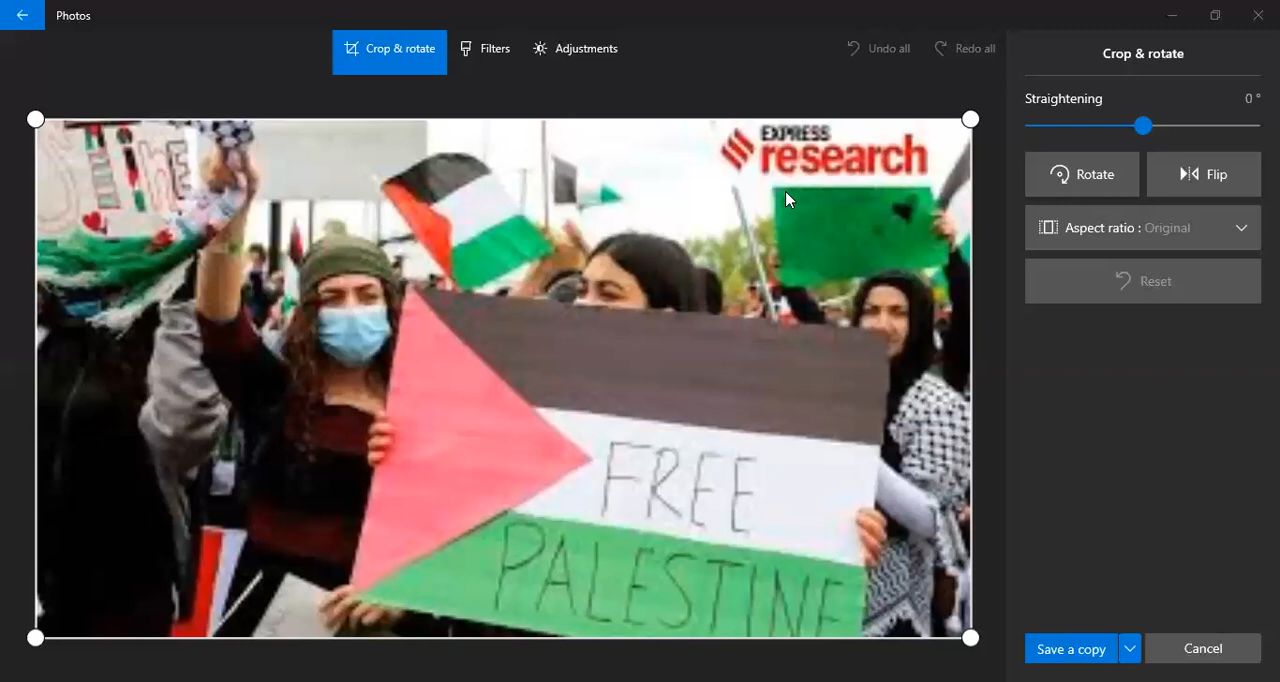 Photos
Crop & rotate
Filters
Adjustments
Undo all
Redo all
Crop & rotate
Straightening
0 °
Rotate
Flip
Aspect ratio : Original
Reset
EXPRESS
research
FREE
PALESTINE
Save a copy
Cancel